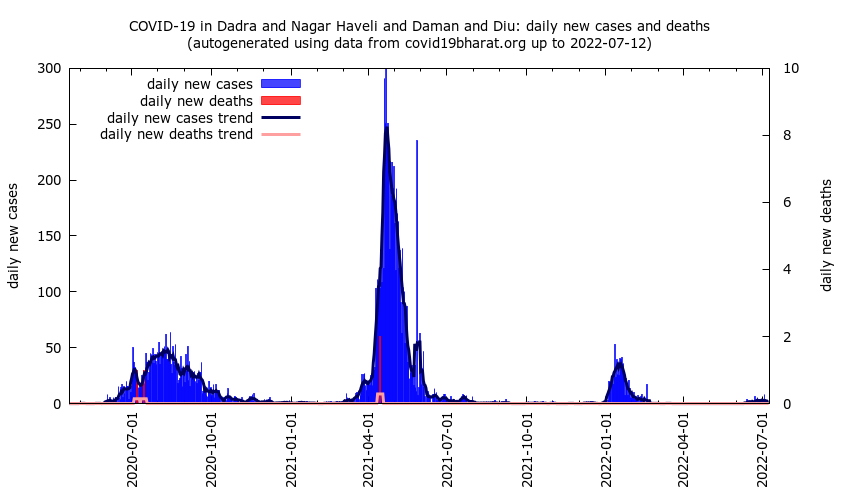 COVID-19 in Dadra and Nagar Haveli and Daman and Diu: daily new cases and deaths
(autogenerated using data from covid19bharat.org up to 2022-07-12)
daily new cases
daily new deaths
daily new cases trend
daily new deaths trend
300
250
200
150
100
50
0
daily new cases
10
8
6
4
2
0
daily new deaths
2020-07-01
2020-10-01
2021-01-01
2021-04-01
2021-07-01
2021-10-01
2022-01-01
2022-04-01
2022-07-01